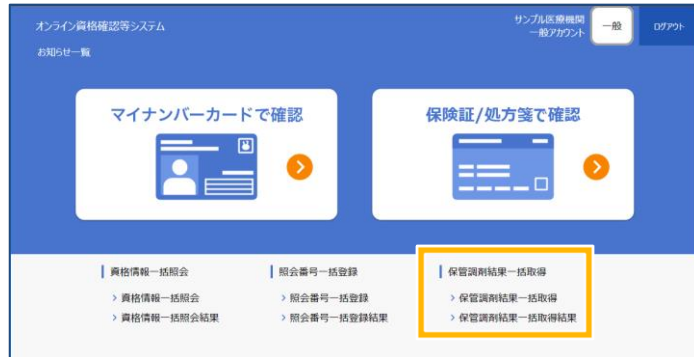 オンライン資格確認等システム
サンプル医療機関
一般アカウント
一般
ログアウト
お知らせ一覧
マイナンバーカードで確認
保険証/処方箋で確認
資格情報一括照会
照会番号一括登録
保管調剤結果一括取得
> 資格情報一括照会
> 照会番号一括登録
> 保管調剤結果一括取得
> 資格情報一括照会結果
> 照会番号一括登録結果
> 保管調剤結果一括取得結果